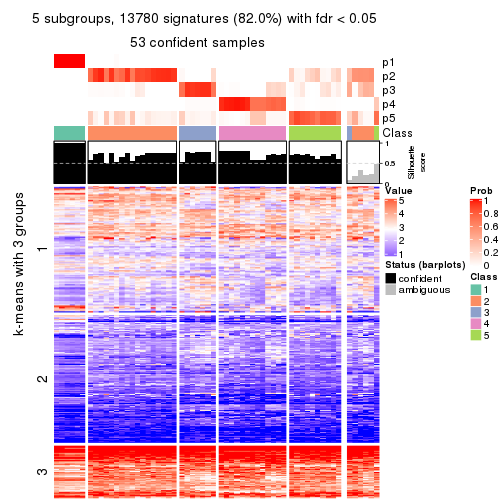 5 subgroups, 13780 signatures (82.0%) with fdr < 0.05
53 confident samples
p1
p2
p3
p4
p5
Class
1
0.5
0
Silhouette
score
k-means with 3 groups
1
2
3
Value
5
4
3
2
1
Status (barplots)
confident
ambiguous
Prob
1
0.8
0.6
0.4
0.2
0
Class
1
2
3
4
5